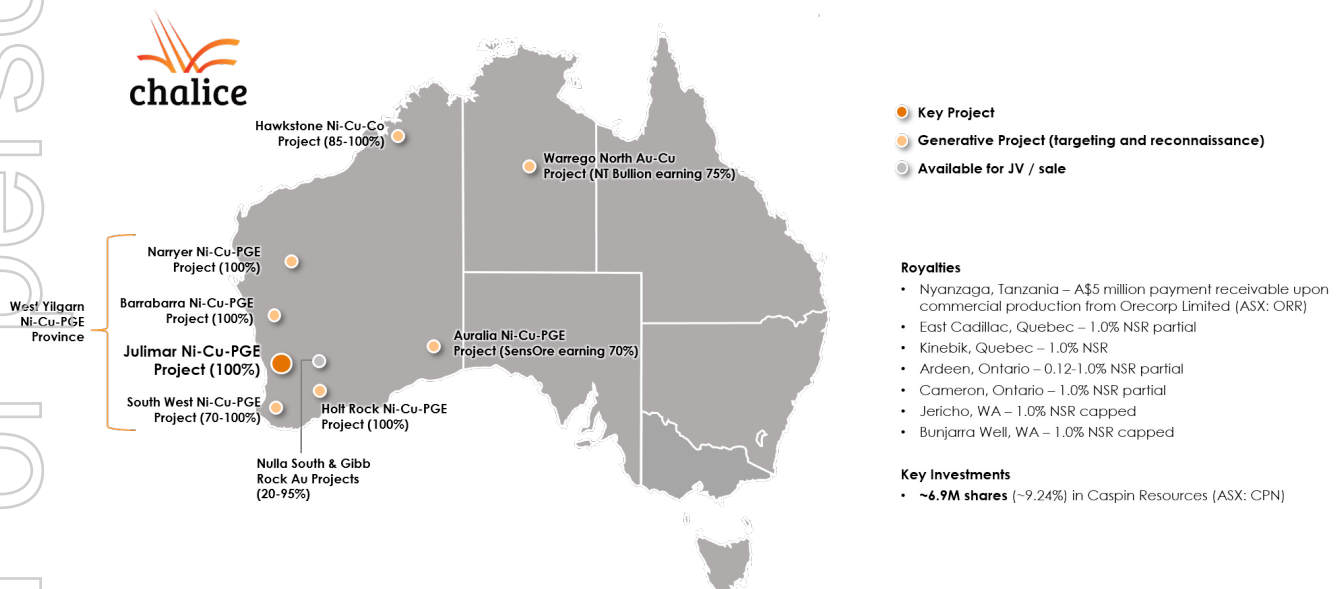 chalice
Hawkstone Ni-Cu-Co
Project (85-100%)
Warrego North Au-Cu
Project (NT Bullion earning 75%)
Narryer Ni-Cu-PGE
Project (100%)
West Yilgarn
Ni-Cu-PGE
Province
Barrabarra Ni-Cu-PGE
Project (100%)
Julimar Ni-Cu-PGE
Project (100%)
South West Ni-Cu-PGE
Project (70-100%)
Auralia Ni-Cu-PGE
Project (SensOre earning 70%)
Holt Rock Ni-Cu-PGE
Project (100%)
Nulla South & Gibb
Rock Au Projects
(20-95%)
Key Project
Generative Project (targeting and reconnaissance)
Available for JV / sale
Royalties
• Nyanzaga, Tanzania – A$5 million payment receivable upon
commercial production from Orecorp Limited (ASX: ORR)
• East Cadillac, Quebec – 1.0% NSR partial
• Kinebik, Quebec – 1.0% NSR
• Ardeen, Ontario – 0.12-1.0% NSR partial
• Cameron, Ontario – 1.0% NSR partial
• Jericho, WA – 1.0% NSR capped
• Bunjarra Well, WA – 1.0% NSR capped
Key Investments
• ~6.9M shares (~9.24%) in Caspin Resources (ASX: CPN)